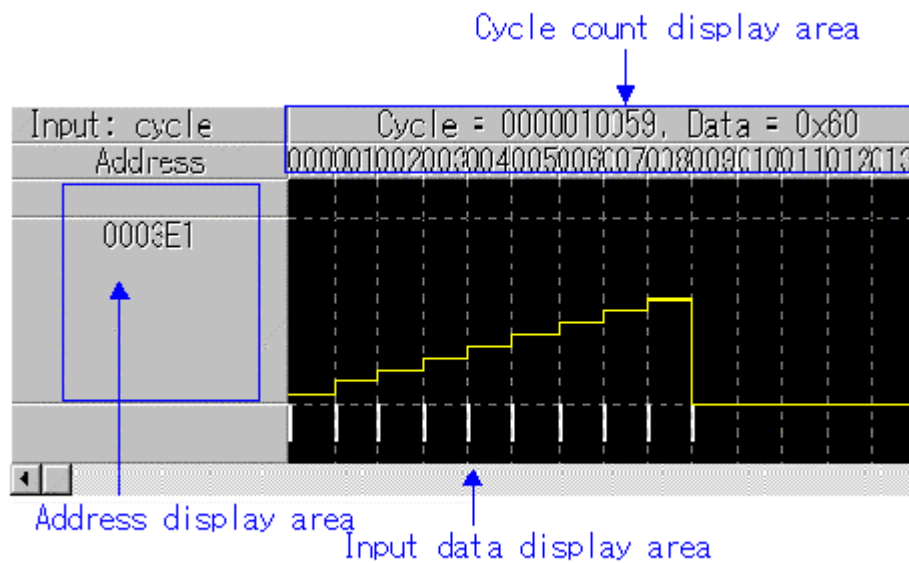 Cycle count display area
Input: cycle
Cycle = 0000010059, Data = 0x60
Address
000001002003004005006007008009010011012013
0003E1
Address display area
Input data display area